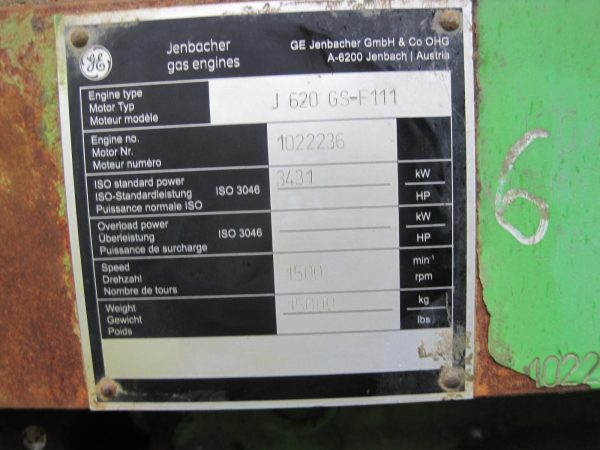 GE
Jenbacher
gas engines
GE Jenbacher GmbH & Co OHG
A-6200 Jenbach | Austria
Engine type
Motor Typ
Moteur modèle
J 620 GS-F111
Engine no.
Motor Nr.
Moteur numéro
1022236
ISO standard power
ISO-Standardleistung
Puissance normale ISO
ISO 3046
3431
kW
HP
Overload power
Überleistung
Puissance de surcharge
ISO 3046
kW
HP
Speed
Drehzahl
Nombre de tours
1500
min⁻¹
rpm
Weight
Gewicht
Poids
kg
lbs
6
1022